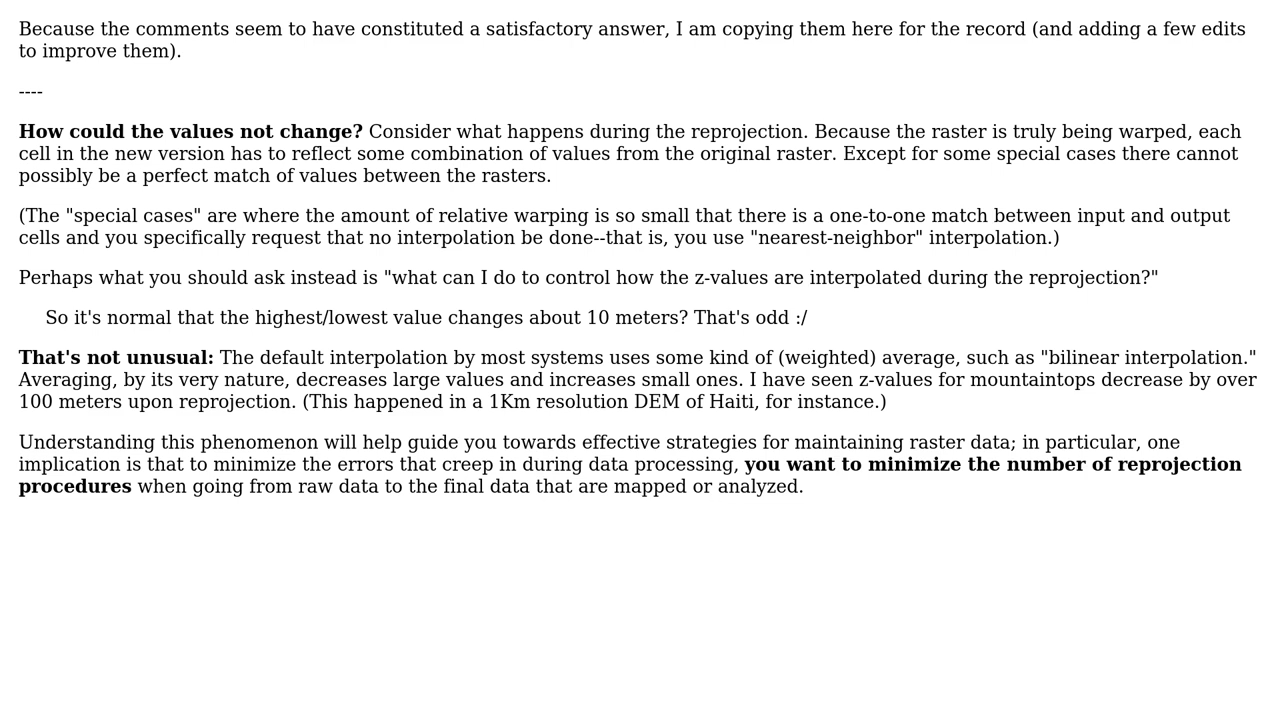 Because the comments seem to have constituted a satisfactory answer, I am copying them here for the record (and adding a few edits
to improve them).
----
How could the values not change? Consider what happens during the reprojection. Because the raster is truly being warped, each
cell in the new version has to reflect some combination of values from the original raster. Except for some special cases there cannot
possibly be a perfect match of values between the rasters.
(The "special cases" are where the amount of relative warping is so small that there is a one-to-one match between input and output
cells and you specifically request that no interpolation be done--that is, you use "nearest-neighbor" interpolation.)
Perhaps what you should ask instead is "what can I do to control how the z-values are interpolated during the reprojection?"
So it's normal that the highest/lowest value changes about 10 meters? That's odd :/
That's not unusual: The default interpolation by most systems uses some kind of (weighted) average, such as "bilinear interpolation."
Averaging, by its very nature, decreases large values and increases small ones. I have seen z-values for mountaintops decrease by over
100 meters upon reprojection. (This happened in a 1Km resolution DEM of Haiti, for instance.)
Understanding this phenomenon will help guide you towards effective strategies for maintaining raster data; in particular, one
implication is that to minimize the errors that creep in during data processing, you want to minimize the number of reprojection
procedures when going from raw data to the final data that are mapped or analyzed.